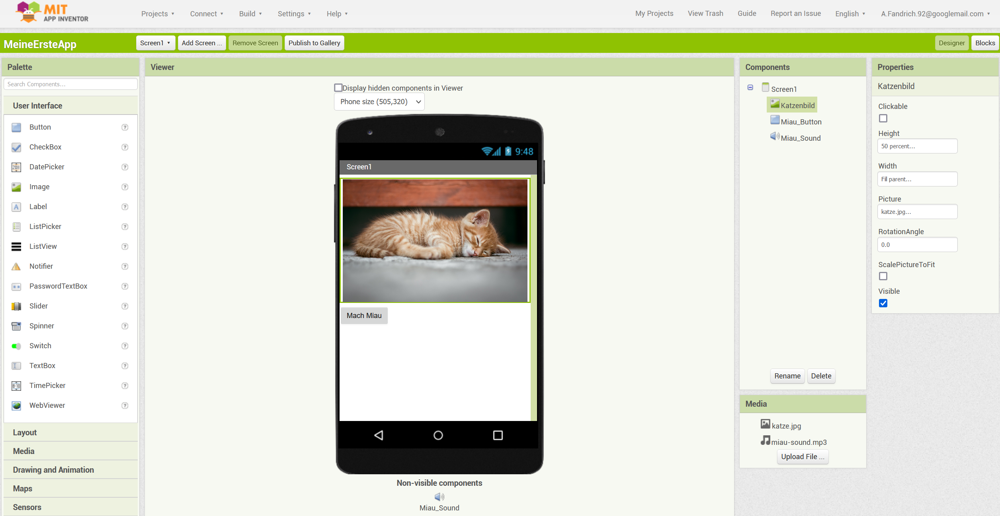 MIT
APP INVENTOR
Projects
Connect
Build
Settings
Help
My Projects
View Trash
Guide
Report an Issue
English
A.Fandrich.92@googlemail.com
MeineErsteApp
Screen1
Add Screen ...
Remove Screen
Publish to Gallery
Designer
Blocks
Palette
Search Components...
User Interface
Button
CheckBox
DatePicker
Image
Label
ListPicker
ListView
Notifier
PasswordTextBox
Slider
Spinner
Switch
TextBox
TimePicker
WebViewer
Layout
Media
Drawing and Animation
Maps
Sensors
Viewer
Display hidden components in Viewer
Phone size (505,320)
9:48
Screen1
Mach Miau
Non-visible components
Miau_Sound
Components
Screen1
Katzenbild
Miau_Button
Miau_Sound
Rename
Delete
Media
katze.jpg
miau-sound.mp3
Upload File ...
Properties
Katzenbild
Clickable
Height
50 percent...
Width
Fill parent...
Picture
katze.jpg...
RotationAngle
0.0
ScalePictureToFit
Visible